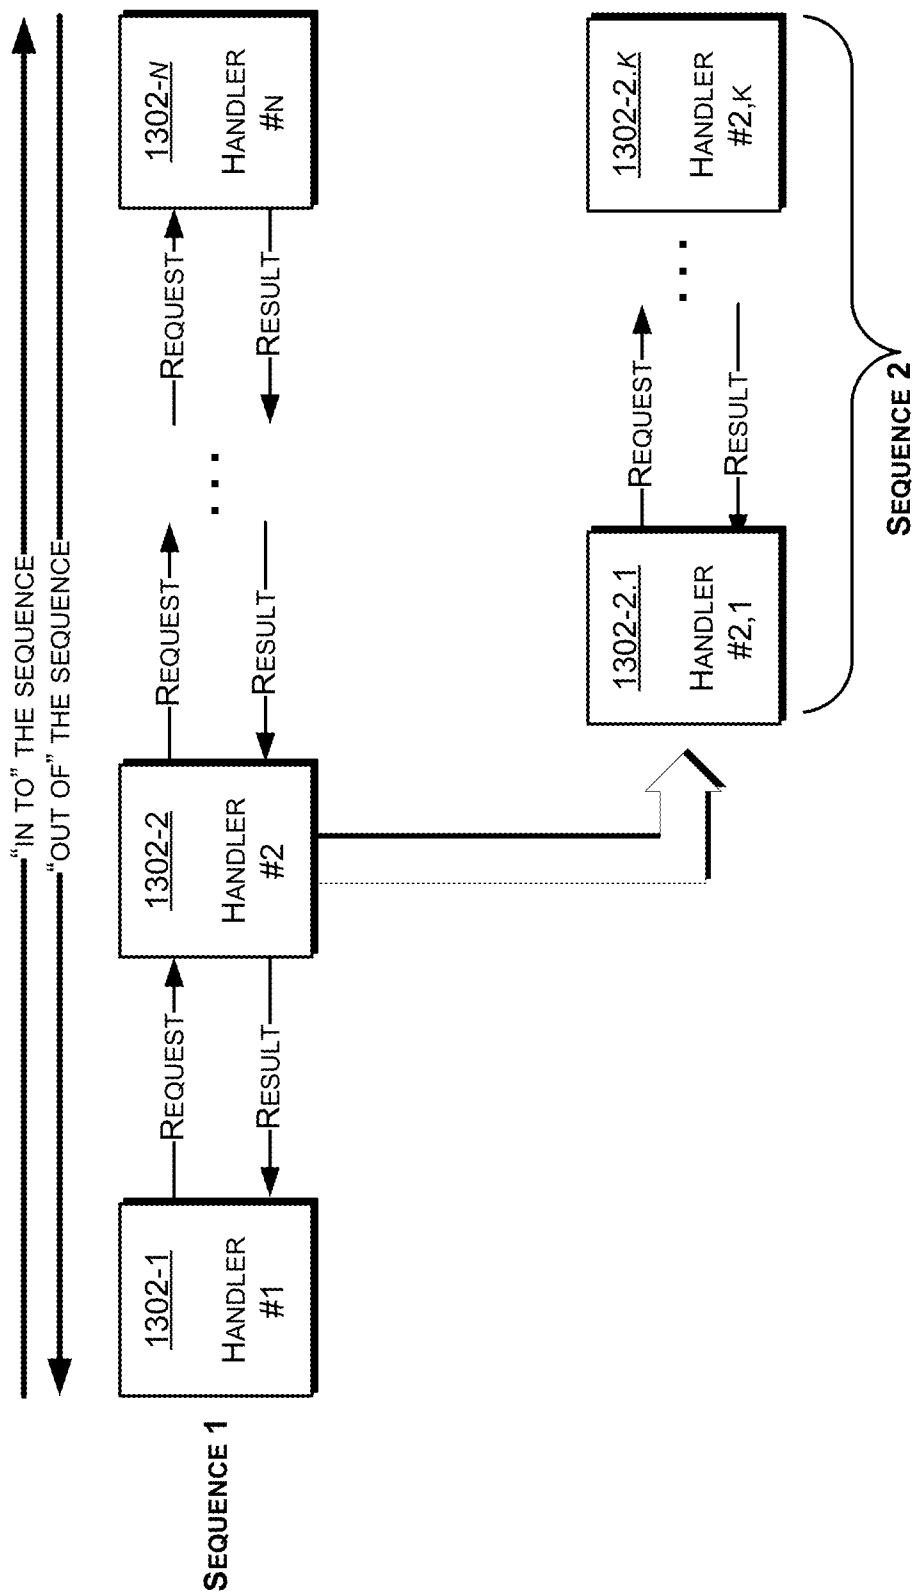 “IN TO” THE SEQUENCE
“OUT OF” THE SEQUENCE
SEQUENCE 1
1302-1
HANDLER
#1
REQUEST
RESULT
1302-2
HANDLER
#2
REQUEST
RESULT
. . .
REQUEST
RESULT
1302-N
HANDLER
#N
1302-2.1
HANDLER
#2,1
REQUEST
RESULT
. . .
1302-2.K
HANDLER
#2,K
SEQUENCE 2